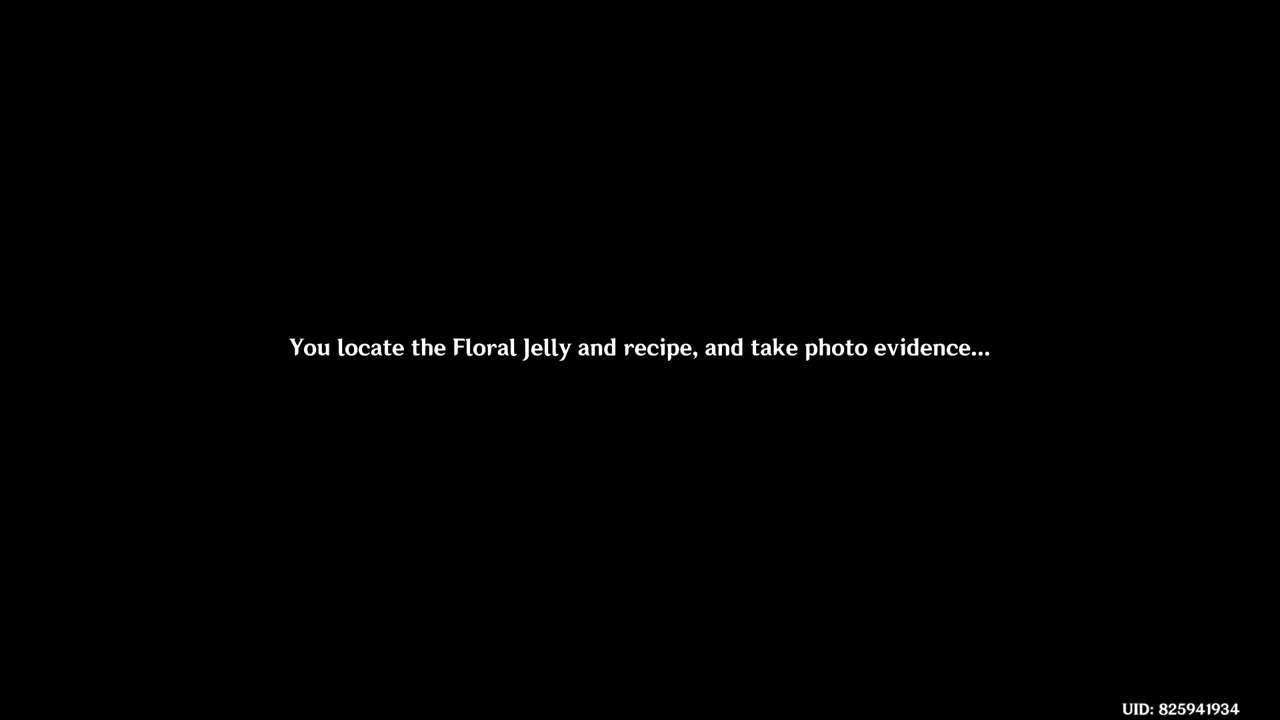 You locate the Floral Jelly and recipe, and take photo evidence...
UID: 825941934